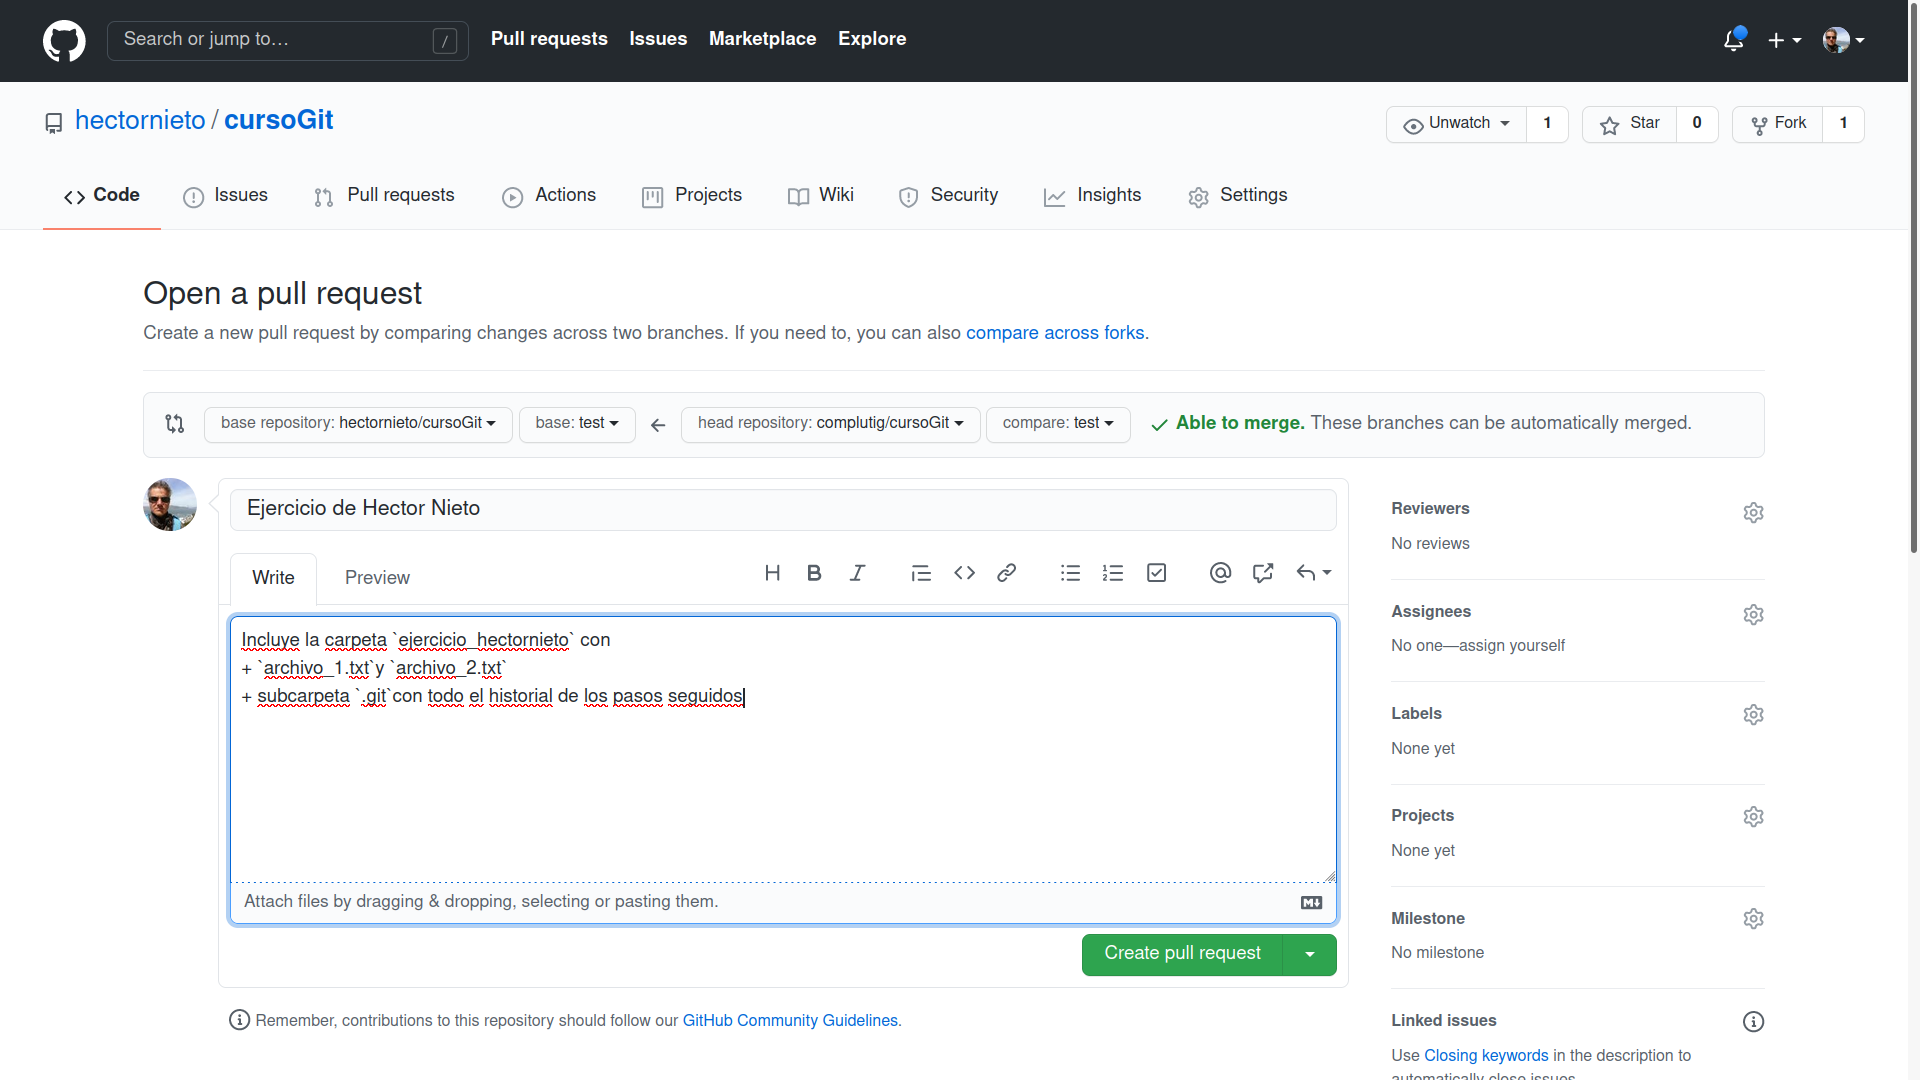 Search or jump to…
/
Pull requests
Issues
Marketplace
Explore
hectornieto / cursoGit
Unwatch
1
Star
0
Fork
1
Code
Issues
Pull requests
Actions
Projects
Wiki
Security
Insights
Settings
Open a pull request
Create a new pull request by comparing changes across two branches. If you need to, you can also compare across forks.
base repository: hectornieto/cursoGit
base: test
head repository: complutig/cursoGit
compare: test
Able to merge. These branches can be automatically merged.
Ejercicio de Hector Nieto
Write
Preview
Incluye la carpeta `ejercicio_hectornieto` con
+ `archivo_1.txt`y `archivo_2.txt`
+ subcarpeta `.git`con todo el historial de los pasos seguidos
Attach files by dragging & dropping, selecting or pasting them.
Create pull request
Remember, contributions to this repository should follow our GitHub Community Guidelines.
Reviewers
No reviews
Assignees
No one—assign yourself
Labels
None yet
Projects
None yet
Milestone
No milestone
Linked issues
Use Closing keywords in the description to
automatically close issues